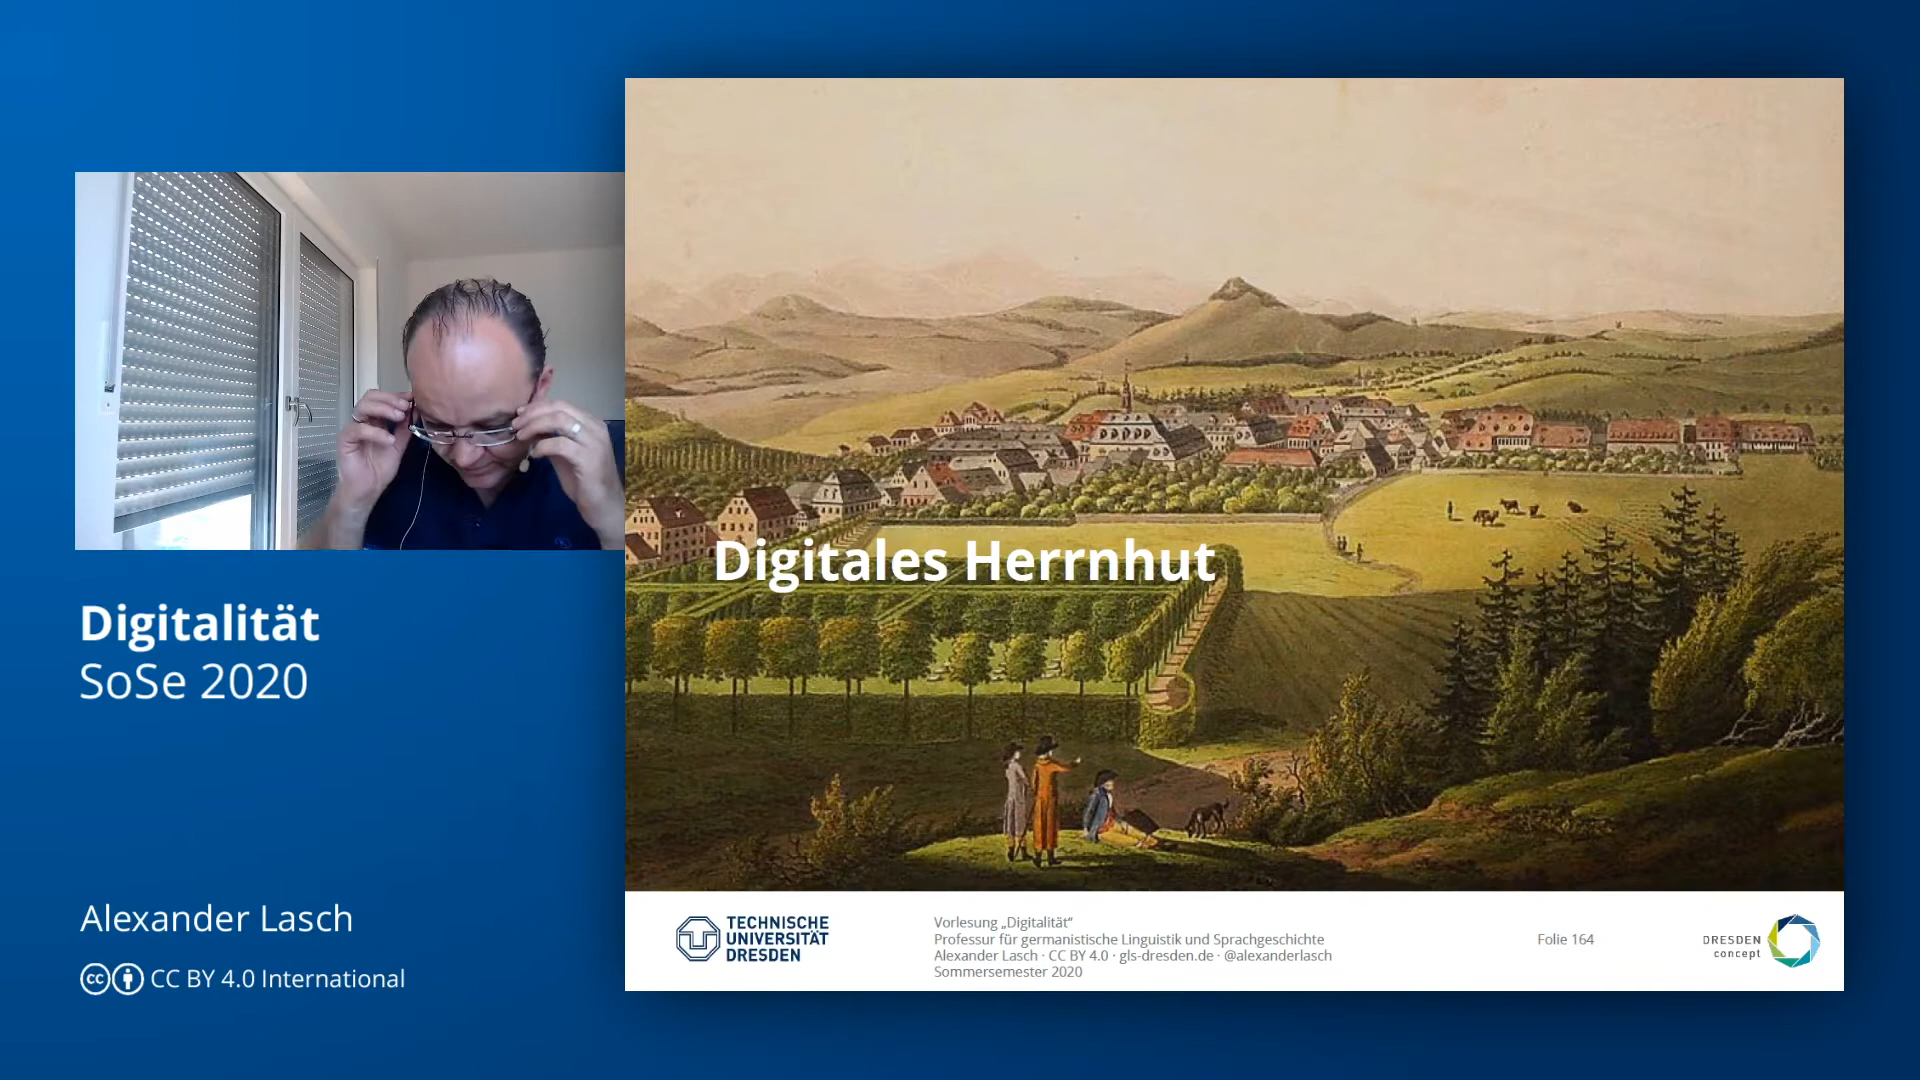 Digitales Herrnhut
Digitalität
SoSe 2020
Alexander Lasch
CC BY 4.0 International
TECHNISCHE
UNIVERSITÄT
DRESDEN
Vorlesung „Digitalität“
Professur für germanistische Linguistik und Sprachgeschichte
Alexander Lasch · CC BY 4.0 · gls-dresden.de · @alexanderlasch
Sommersemester 2020
Folie 164
DRESDEN
concept